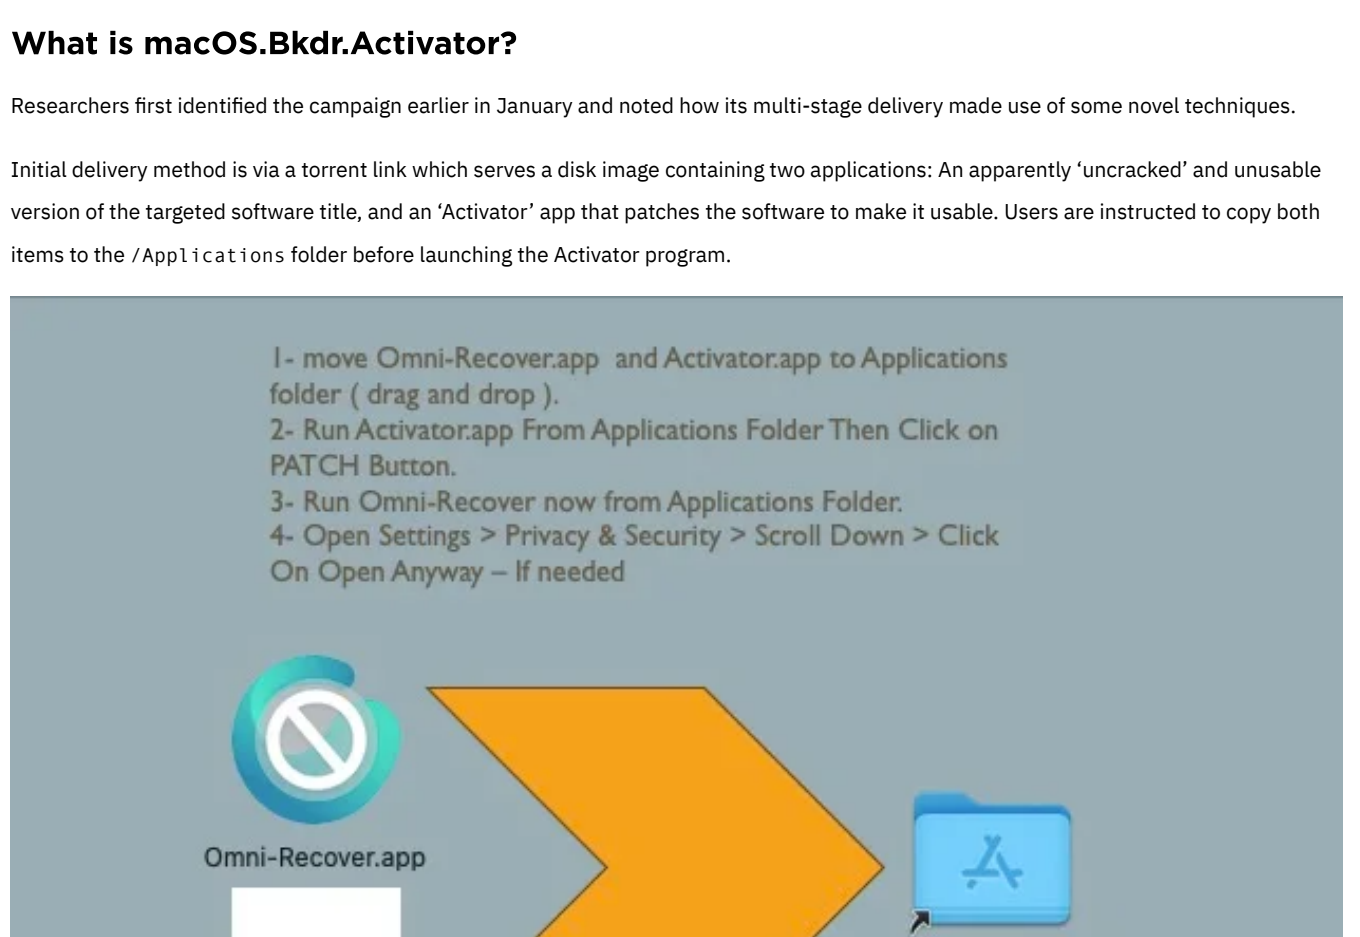 What is macOS.Bkdr.Activator?
Researchers first identified the campaign earlier in January and noted how its multi-stage delivery made use of some novel techniques.
Initial delivery method is via a torrent link which serves a disk image containing two applications: An apparently ‘uncracked’ and unusable
version of the targeted software title, and an ‘Activator’ app that patches the software to make it usable. Users are instructed to copy both
items to the /Applications folder before launching the Activator program.
1- move Omni-Recover.app and Activator.app to Applications
folder ( drag and drop ).
2- Run Activator.app From Applications Folder Then Click on
PATCH Button.
3- Run Omni-Recover now from Applications Folder.
4- Open Settings > Privacy & Security > Scroll Down > Click
On Open Anyway – If needed
Omni-Recover.app